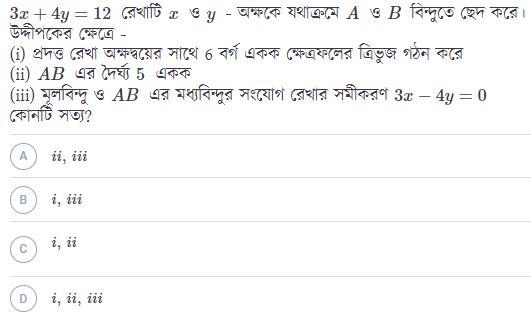 3x + 4y = 12 রেখাটি x ও y - অক্ষকে যথাক্রমে A ও B বিন্দুতে ছেদ করে।
উদ্দীপকের ক্ষেত্রে -
(i) প্রদত্ত রেখা অক্ষদ্বয়ের সাথে 6 বর্গ একক ক্ষেত্রফলের ত্রিভুজ গঠন করে
(ii) AB এর দৈর্ঘ্য 5 একক
(iii) মূলবিন্দু ও AB এর মধ্যবিন্দুর সংযোগ রেখার সমীকরণ 3x − 4y = 0
কোনটি সত্য?
A ii, iii
B i, iii
C i, ii
D i, ii, iii